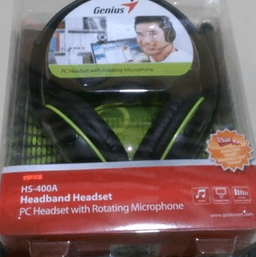 Genius
PC Headset with Rotating Microphone
HS-400A
Headband Headset
PC Headset with Rotating Microphone